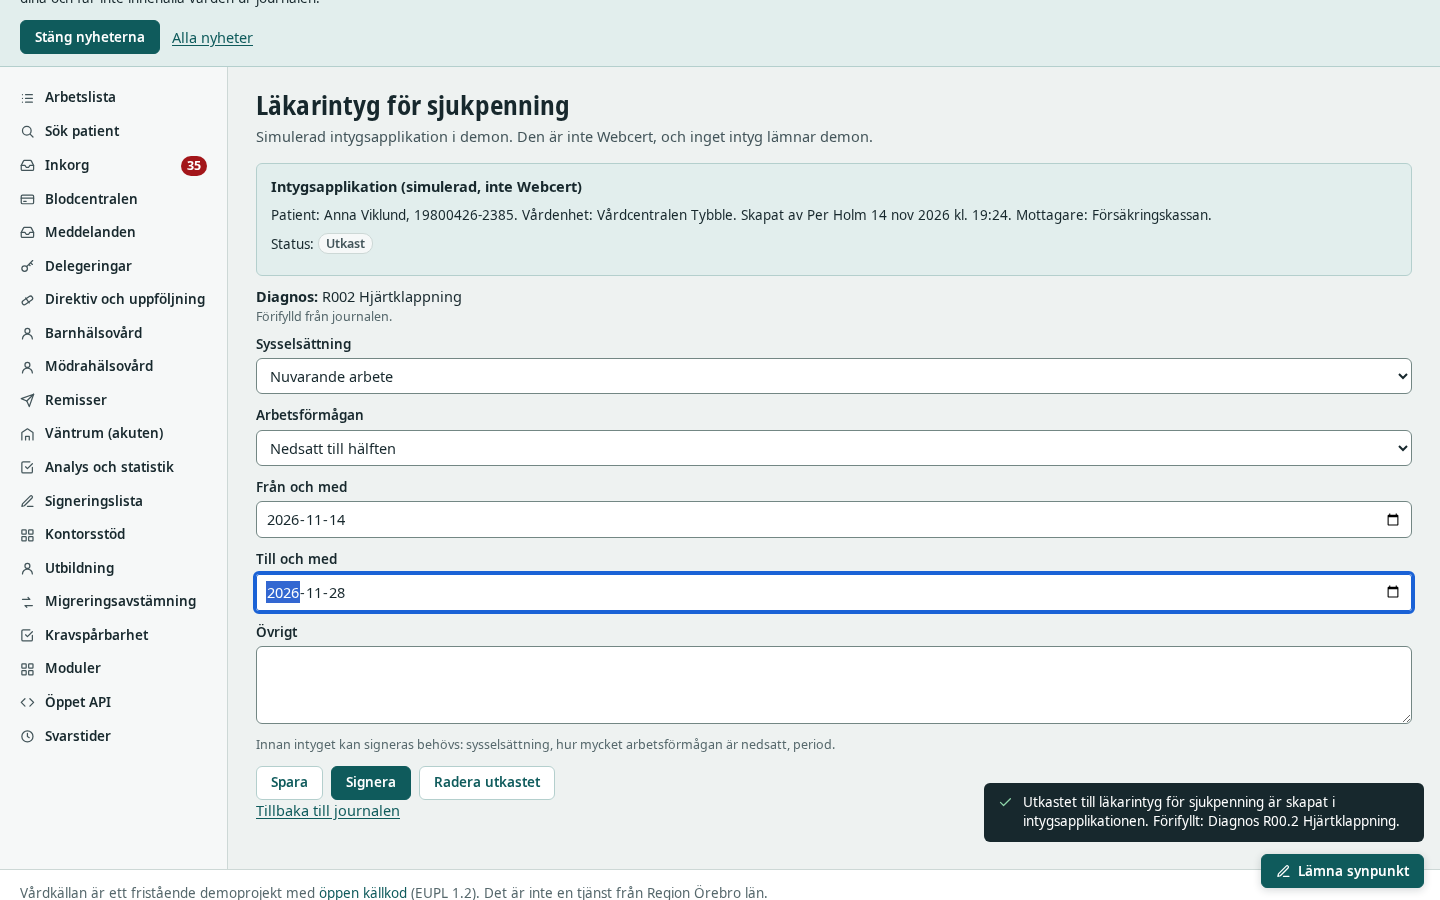 Stäng nyheterna
Alla nyheter
Arbetslista
Sök patient
Inkorg
35
Blodcentralen
Meddelanden
Delegeringar
Direktiv och uppföljning
Barnhälsovård
Mödrahälsovård
Remisser
Väntrum (akuten)
Analys och statistik
Signeringslista
Kontorsstöd
Utbildning
Migreringsavstämning
Kravspårbarhet
Moduler
Öppet API
Svarstider
Läkarintyg för sjukpenning
Simulerad intygsapplikation i demon. Den är inte Webcert, och inget intyg lämnar demon.
Intygsapplikation (simulerad, inte Webcert)
Patient: Anna Viklund, 19800426-2385. Vårdenhet: Vårdcentralen Tybble. Skapat av Per Holm 14 nov 2026 kl. 19:24. Mottagare: Försäkringskassan.
Status: Utkast
Diagnos: R002 Hjärtklappning
Förifylld från journalen.
Sysselsättning
Nuvarande arbete
Arbetsförmågan
Nedsatt till hälften
Från och med
2026-11-14
Till och med
2026-11-28
Övrigt
Innan intyget kan signeras behövs: sysselsättning, hur mycket arbetsförmågan är nedsatt, period.
Spara
Signera
Radera utkastet
Tillbaka till journalen
Utkastet till läkarintyg för sjukpenning är skapat i
intygsapplikationen. Förifyllt: Diagnos R00.2 Hjärtklappning.
Lämna synpunkt
Vårdkällan är ett fristående demoprojekt med öppen källkod (EUPL 1.2). Det är inte en tjänst från Region Örebro län.